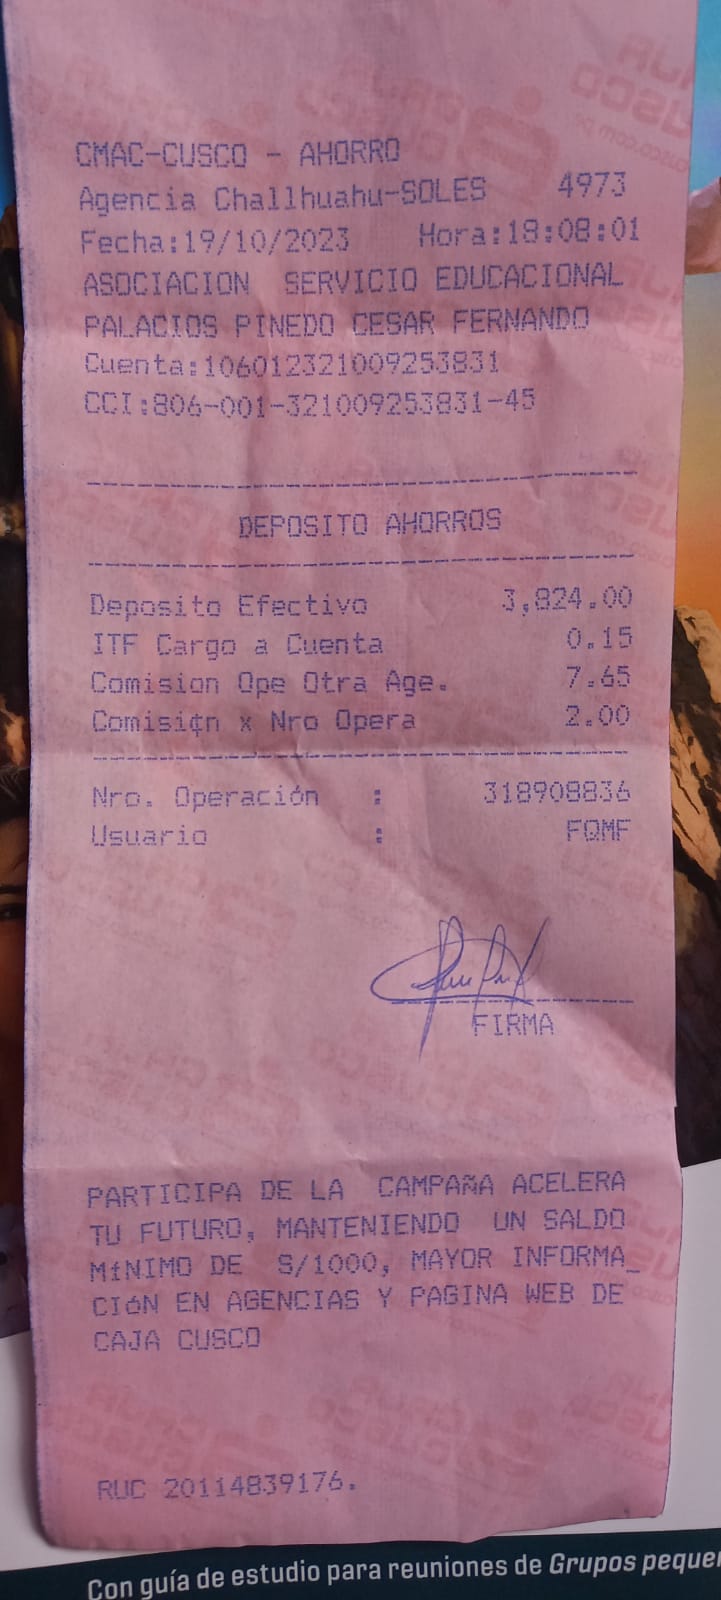 CMAC-CUSCO - AHORRO
Agencia Challhuahu-SOLES 4973
Fecha:19/10/2023 Hora:18:08:01
ASOCIACION SERVICIO EDUCACIONAL
PALACIOS PINEDO CESAR FERNANDO
Cuenta:106012321009253831
CCI:806-001-321009253831-45
DEPOSITO AHORROS
Deposito Efectivo 3,824.00
ITF Cargo a Cuenta 0.15
Comision Ope Otra Age. 7.65
Comisi¢n x Nro Opera 2.00
Nro. Operación : 318908836
Usuario : FQMF
FIRMA
PARTICIPA DE LA CAMPAÑA ACELERA
TU FUTURO, MANTENIENDO UN SALDO
MíNIMO DE S/1000, MAYOR INFORMA_
CIóN EN AGENCIAS Y PAGINA WEB DE
CAJA CUSCO
RUC 20114839176.
Con guía de estudio para reuniones de Grupos